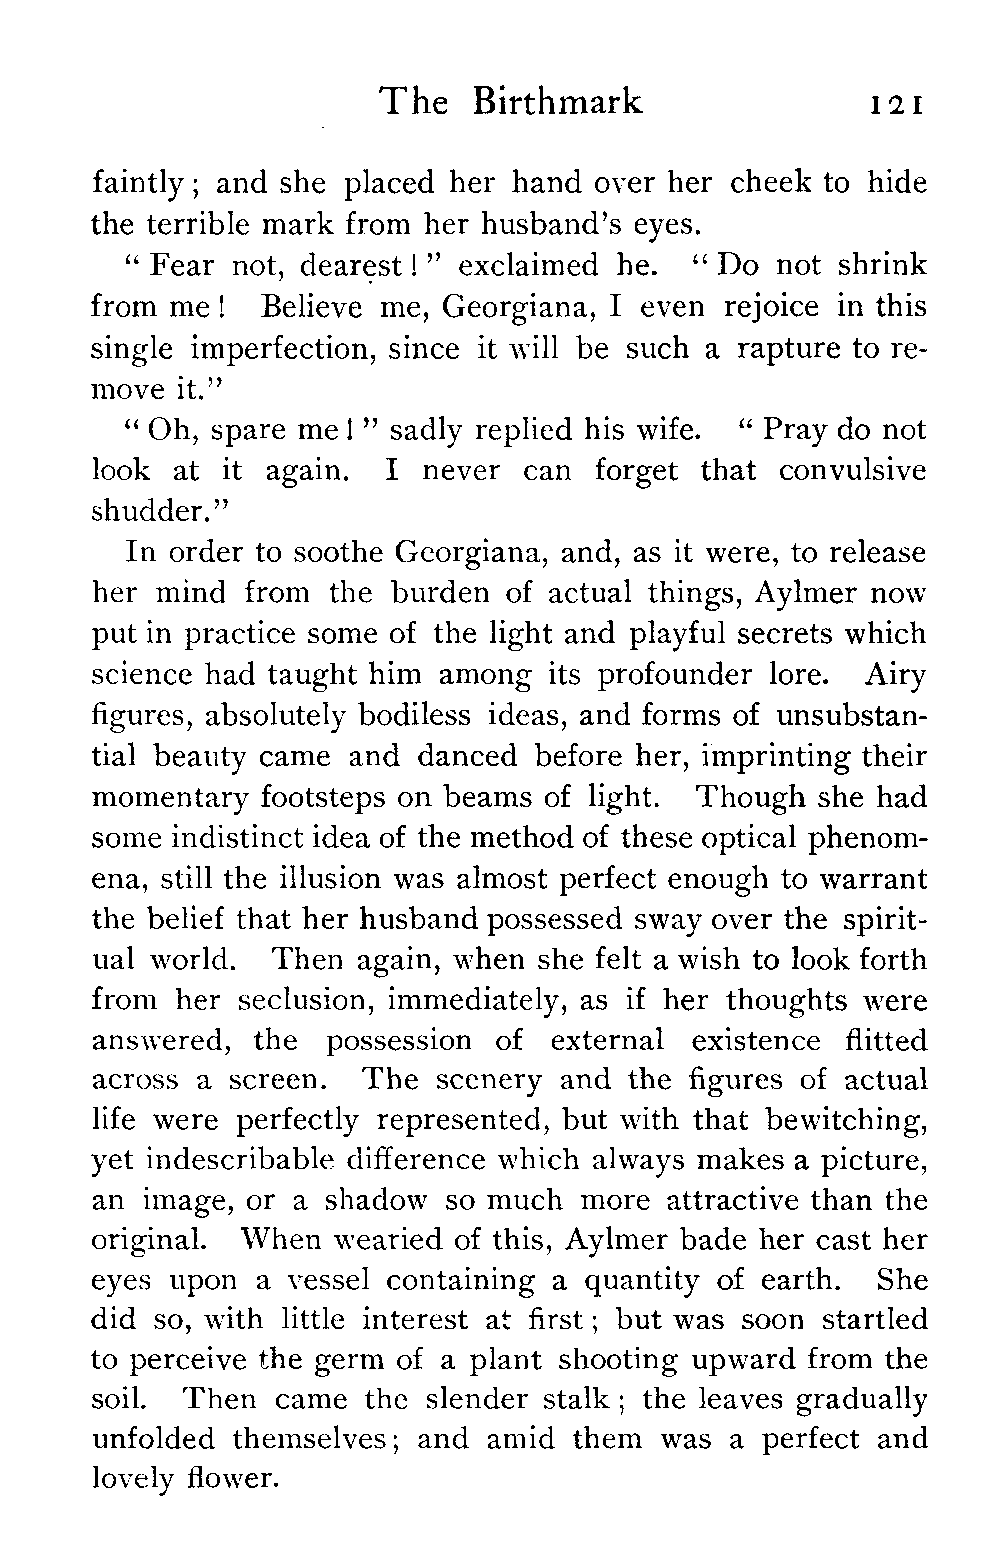 The Birthmark 121
faintly; and she placed her hand over her cheek to hide
the terrible mark from her husband's eyes.
"Fear not, dearest!" exclaimed he. "Do not shrink
from me! Believe me, Georgiana, I even rejoice in this
single imperfection, since it will be such a rapture to re-
move it."
"Oh, spare me!" sadly replied his wife. "Pray do not
look at it again. I never can forget that convulsive
shudder."
In order to soothe Georgiana, and, as it were, to release
her mind from the burden of actual things, Aylmer now
put in practice some of the light and playful secrets which
science had taught him among its profounder lore. Airy
figures, absolutely bodiless ideas, and forms of unsubstan-
tial beauty came and danced before her, imprinting their
momentary footsteps on beams of light. Though she had
some indistinct idea of the method of these optical phenom-
ena, still the illusion was almost perfect enough to warrant
the belief that her husband possessed sway over the spirit-
ual world. Then again, when she felt a wish to look forth
from her seclusion, immediately, as if her thoughts were
answered, the possession of external existence flitted
across a screen. The scenery and the figures of actual
life were perfectly represented, but with that bewitching,
yet indescribable difference which always makes a picture,
an image, or a shadow so much more attractive than the
original. When wearied of this, Aylmer bade her cast her
eyes upon a vessel containing a quantity of earth. She
did so, with little interest at first; but was soon startled
to perceive the germ of a plant shooting upward from the
soil. Then came the slender stalk; the leaves gradually
unfolded themselves; and amid them was a perfect and
lovely flower.